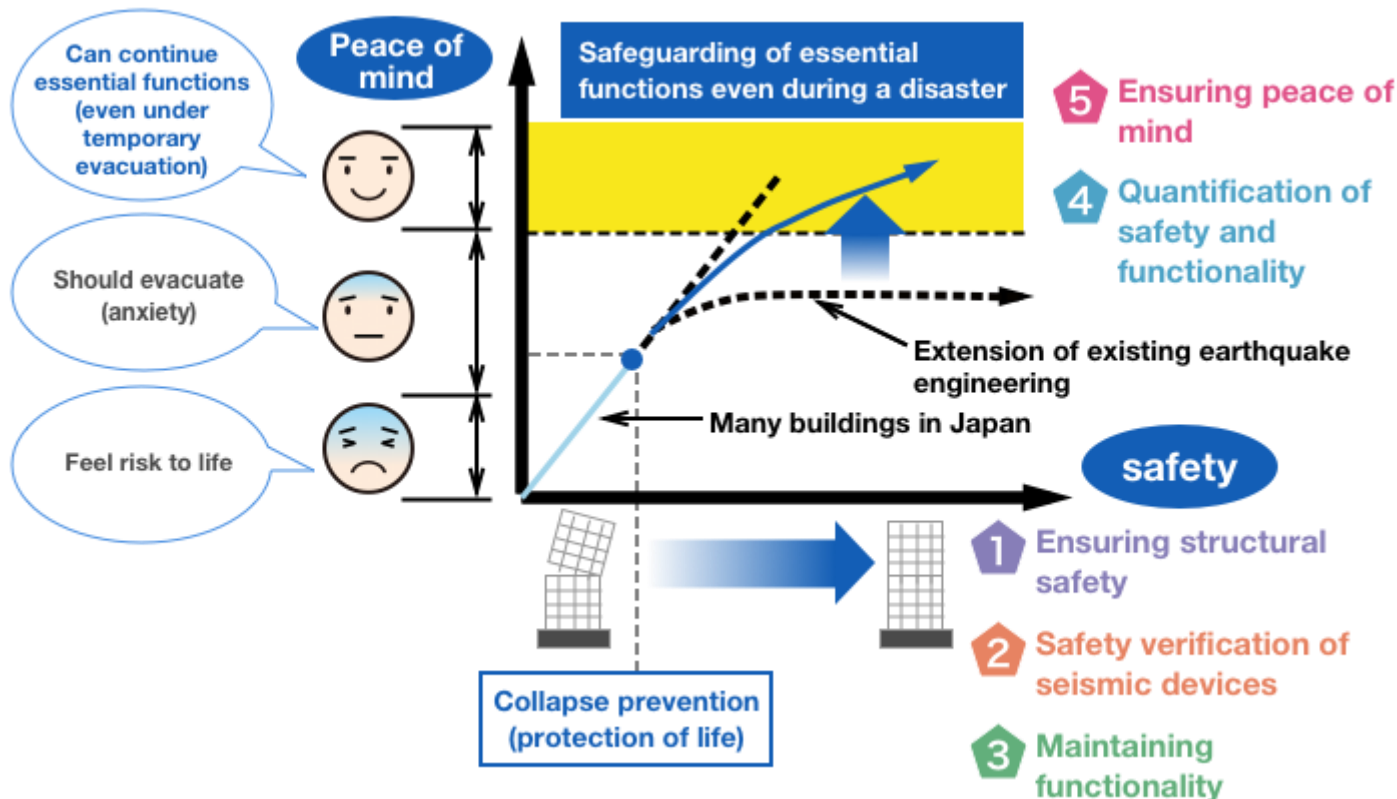 Can continue
essential functions
(even under
temporary
evacuation)
Peace of
mind
Safeguarding of essential
functions even during a disaster
5 Ensuring peace of
mind
4 Quantification of
safety and
functionality
Should evacuate
(anxiety)
Extension of existing earthquake
engineering
Many buildings in Japan
Feel risk to life
safety
1 Ensuring structural
safety
2 Safety verification of
seismic devices
3 Maintaining
functionality
Collapse prevention
(protection of life)